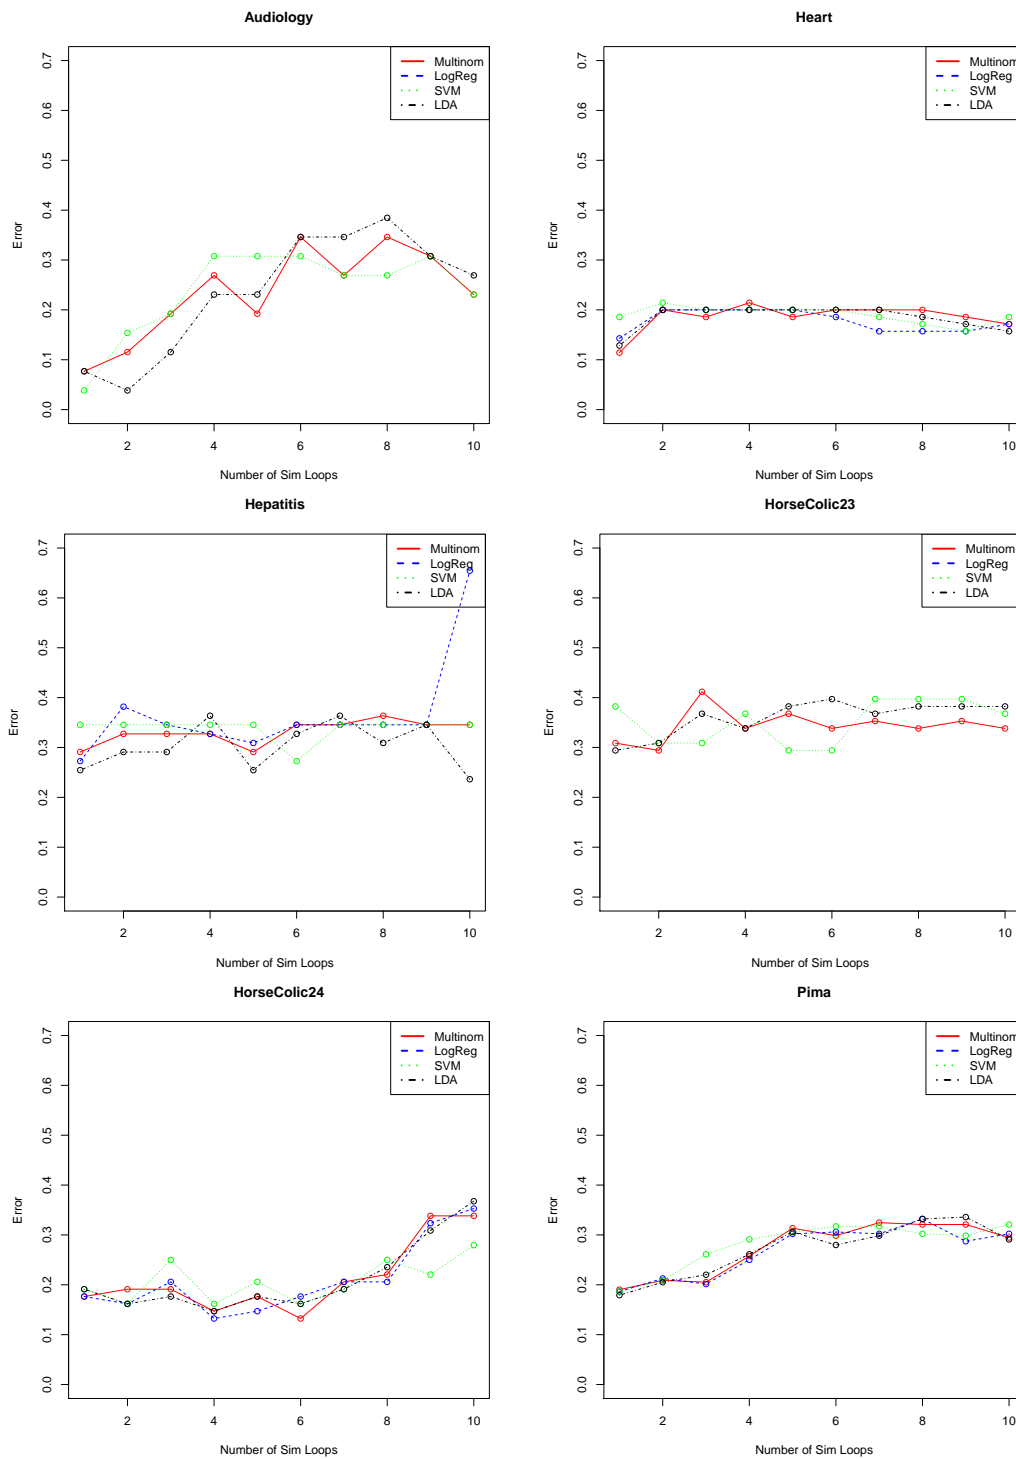 Audiology
Multinom
LogReg
SVM
LDA
0.7
0.6
0.5
0.4
0.3
0.2
0.1
0.0
Error
2 4 6 8 10
Number of Sim Loops
Heart
Multinom
LogReg
SVM
LDA
0.7
0.6
0.5
0.4
0.3
0.2
0.1
0.0
Error
2 4 6 8 10
Number of Sim Loops
Hepatitis
Multinom
LogReg
SVM
LDA
0.7
0.6
0.5
0.4
0.3
0.2
0.1
0.0
Error
2 4 6 8 10
Number of Sim Loops
HorseColic23
Multinom
LogReg
SVM
LDA
0.7
0.6
0.5
0.4
0.3
0.2
0.1
0.0
Error
2 4 6 8 10
Number of Sim Loops
HorseColic24
Multinom
LogReg
SVM
LDA
0.7
0.6
0.5
0.4
0.3
0.2
0.1
0.0
Error
2 4 6 8 10
Number of Sim Loops
Pima
Multinom
LogReg
SVM
LDA
0.7
0.6
0.5
0.4
0.3
0.2
0.1
0.0
Error
2 4 6 8 10
Number of Sim Loops